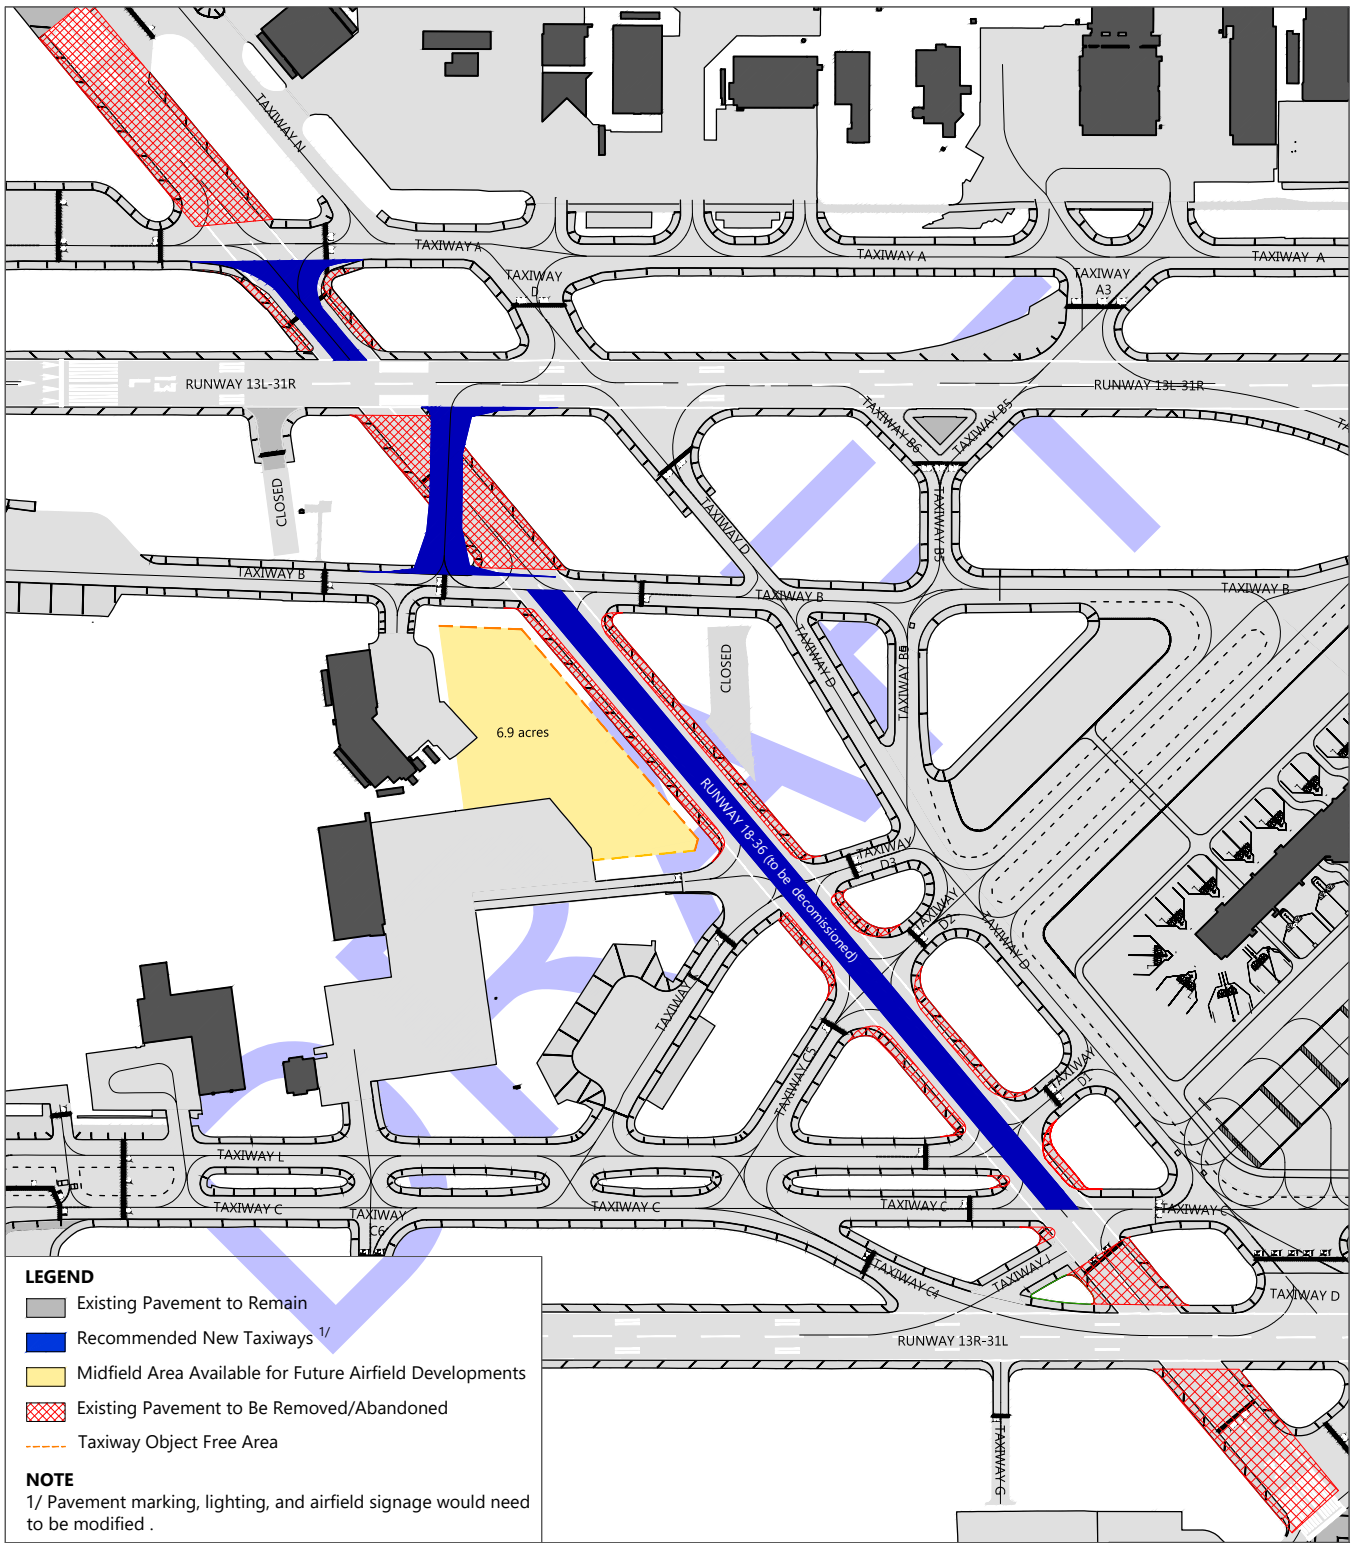 TAXIWAY N
TAXIWAY A
TAXIWAY A
TAXIWAY A
TAXIWAY
D
TAXIWAY
A3
RUNWAY 13L-31R
RUNWAY 13L-31R
TAXIWAY B6
TAXIWAY B5
CLOSED
TAXIWAY D
TAXIWAY B5
TAXIWAY B
TAXIWAY B
TAXIWAY B
CLOSED
TAXIWAY D
TAXIWAY B6
6.9 acres
RUNWAY 18-36 (to be decomissioned)
TAXIWAY
D3
TAXIWAY
D2
TAXIWAY D
TAXIWAY
TAXIWAY C5
TAXIWAY
D1
TAXIWAY L
TAXIWAY C
TAXIWAY
C6
TAXIWAY C
TAXIWAY C
TAXIWAY C
TAXIWAY C4
TAXIWAY J
TAXIWAY D
RUNWAY 13R-31L
TAXIWAY G
DRAFT
LEGEND
Existing Pavement to Remain
Recommended New Taxiways 1/
Midfield Area Available for Future Airfield Developments
Existing Pavement to Be Removed/Abandoned
Taxiway Object Free Area
NOTE
1/ Pavement marking, lighting, and airfield signage would need
to be modified .